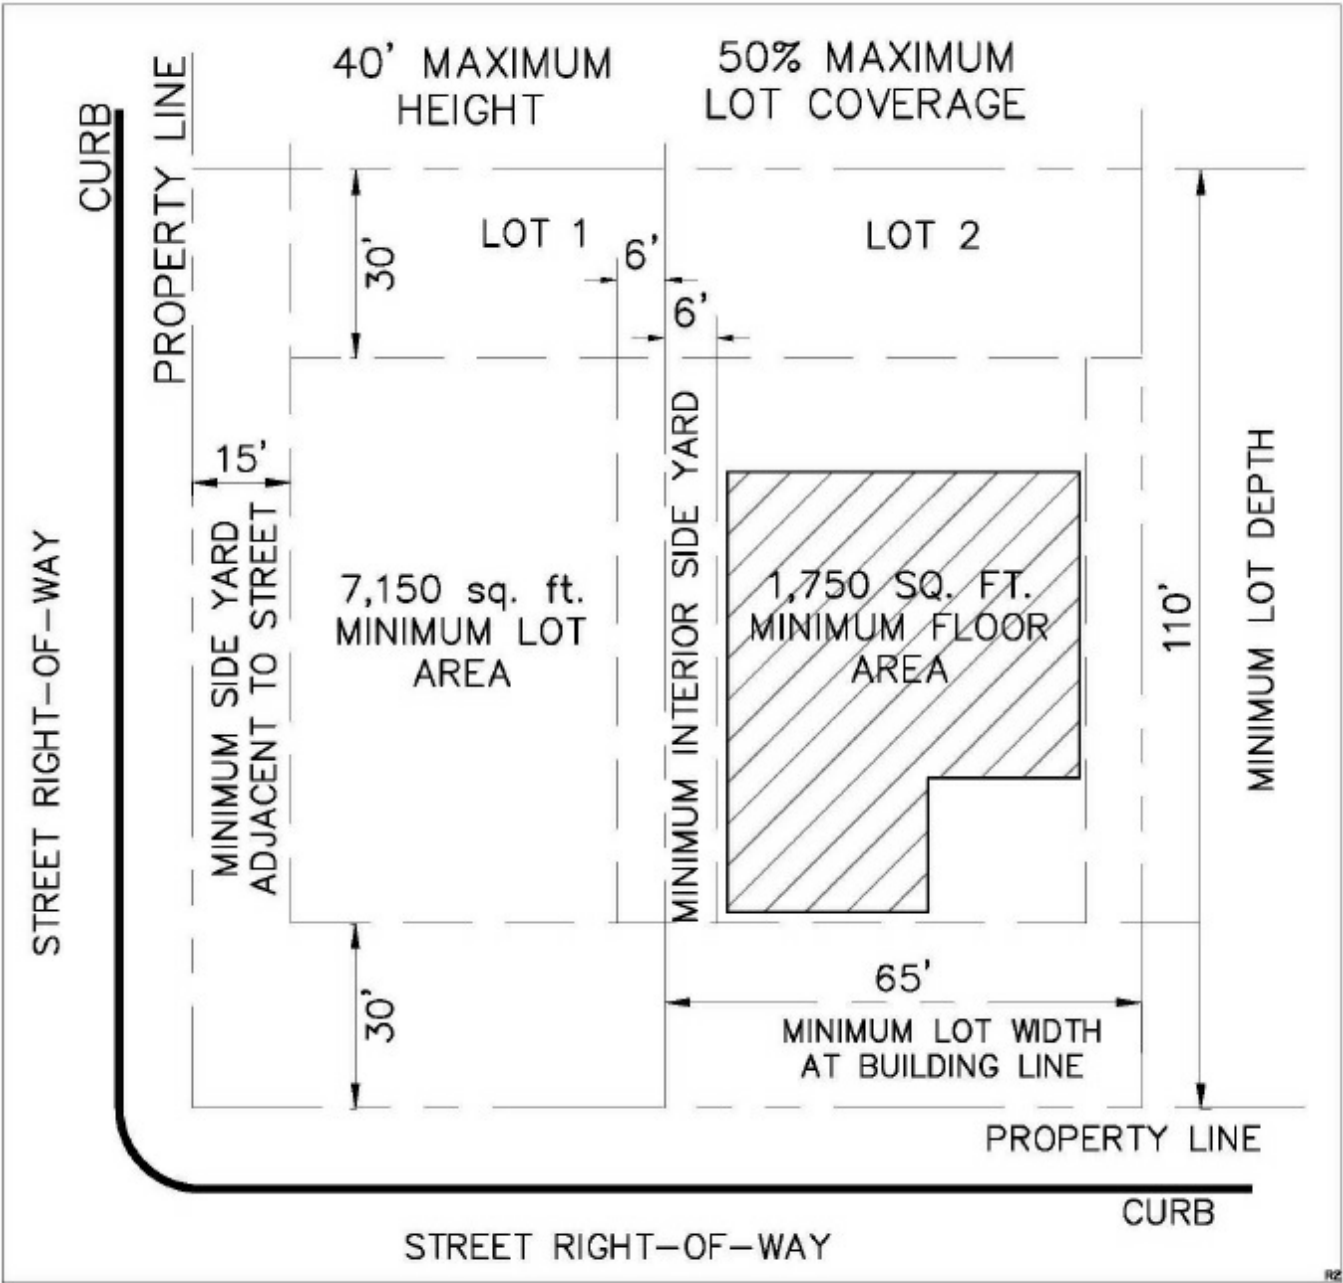 40' MAXIMUM
HEIGHT
50% MAXIMUM
LOT COVERAGE
CURB
PROPERTY LINE
LOT 1
LOT 2
30'
6'
6'
15'
MINIMUM SIDE YARD
ADJACENT TO STREET
7,150 sq. ft.
MINIMUM LOT
AREA
MINIMUM INTERIOR SIDE YARD
1,750 SQ. FT.
MINIMUM FLOOR
AREA
110'
MINIMUM LOT DEPTH
STREET RIGHT-OF-WAY
30'
65'
MINIMUM LOT WIDTH
AT BUILDING LINE
PROPERTY LINE
CURB
STREET RIGHT-OF-WAY